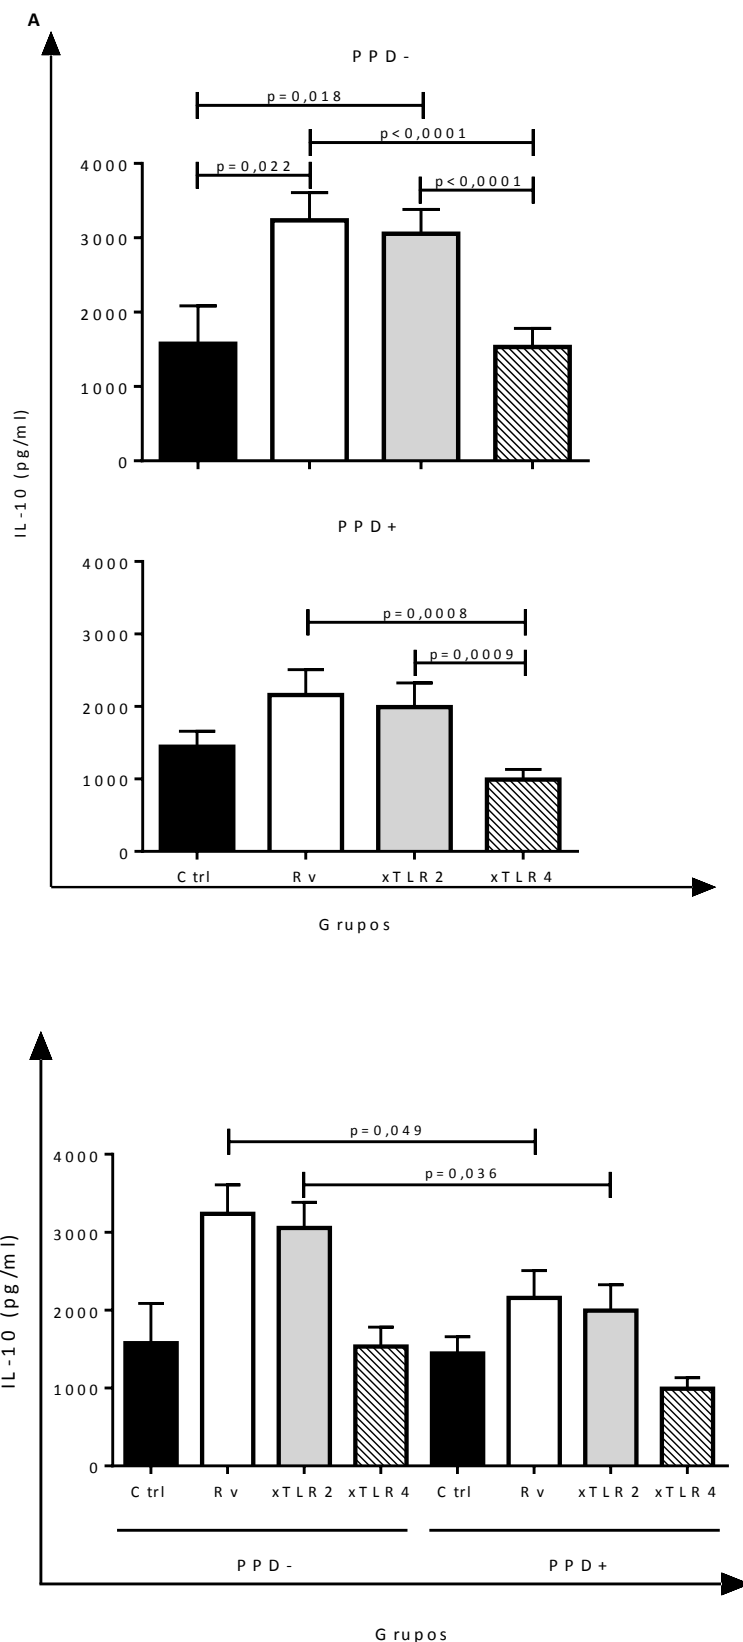 A
PPD-
p=0,018
p<0,0001
4000
p=0,022
p<0,0001
3000
2000
1000
0
IL-10 (pg/ml)
PPD+
4000
p=0,0008
3000
p=0,0009
2000
1000
0
Ctrl Rv xTLR2 xTLR4
Grupos
p=0,049
4000
p=0,036
3000
2000
1000
0
IL-10 (pg/ml)
Ctrl Rv xTLR2 xTLR4 Ctrl Rv xTLR2 xTLR4
PPD- PPD+
Grupos